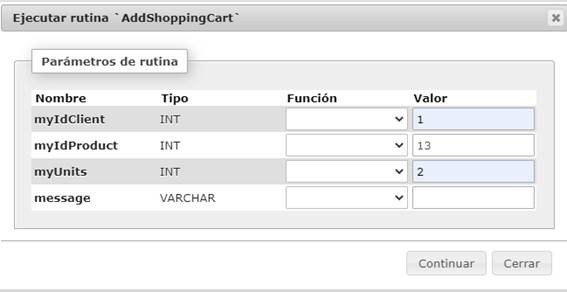 Ejecutar rutina `AddShoppingCart`
Parámetros de rutina
Nombre Tipo Función Valor
myIdClient INT 1
myIdProduct INT 13
myUnits INT 2
message VARCHAR
Continuar Cerrar